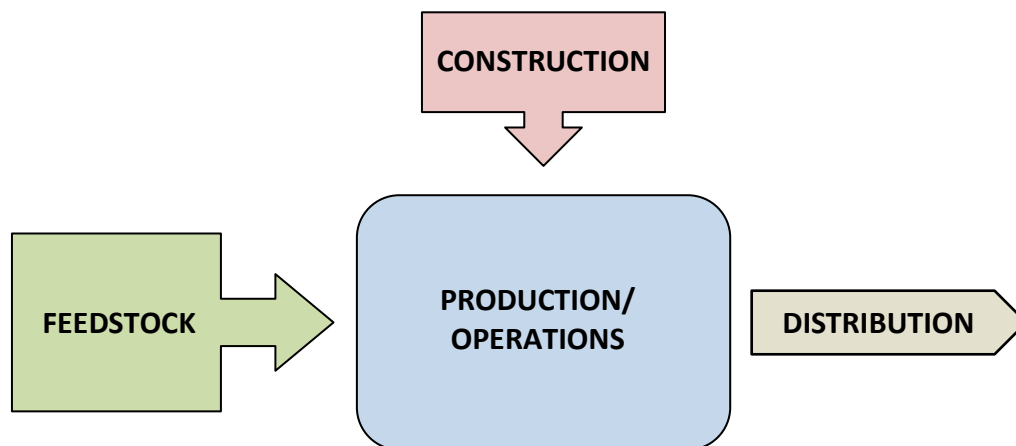 CONSTRUCTION
FEEDSTOCK
PRODUCTION/
OPERATIONS
DISTRIBUTION